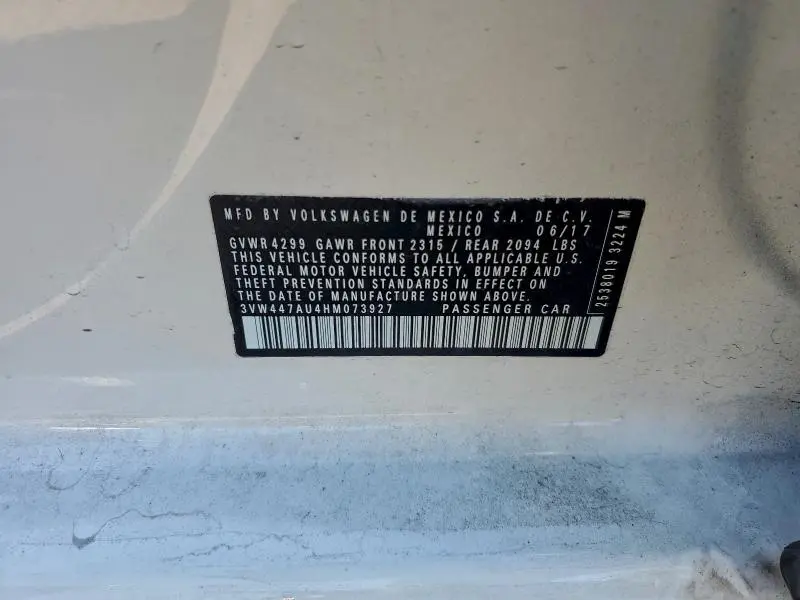 MFD BY VOLKSWAGEN DE MEXICO S.A. DE C.V.
MEXICO 06/17
GVWR 4299 GAWR FRONT 2315 / REAR 2094 LBS
THIS VEHICLE CONFORMS TO ALL APPLICABLE U.S.
FEDERAL MOTOR VEHICLE SAFETY, BUMPER AND
THEFT PREVENTION STANDARDS IN EFFECT ON
THE DATE OF MANUFACTURE SHOWN ABOVE.
3VW447AU4HM073927 PASSENGER CAR
2538019 3224 M